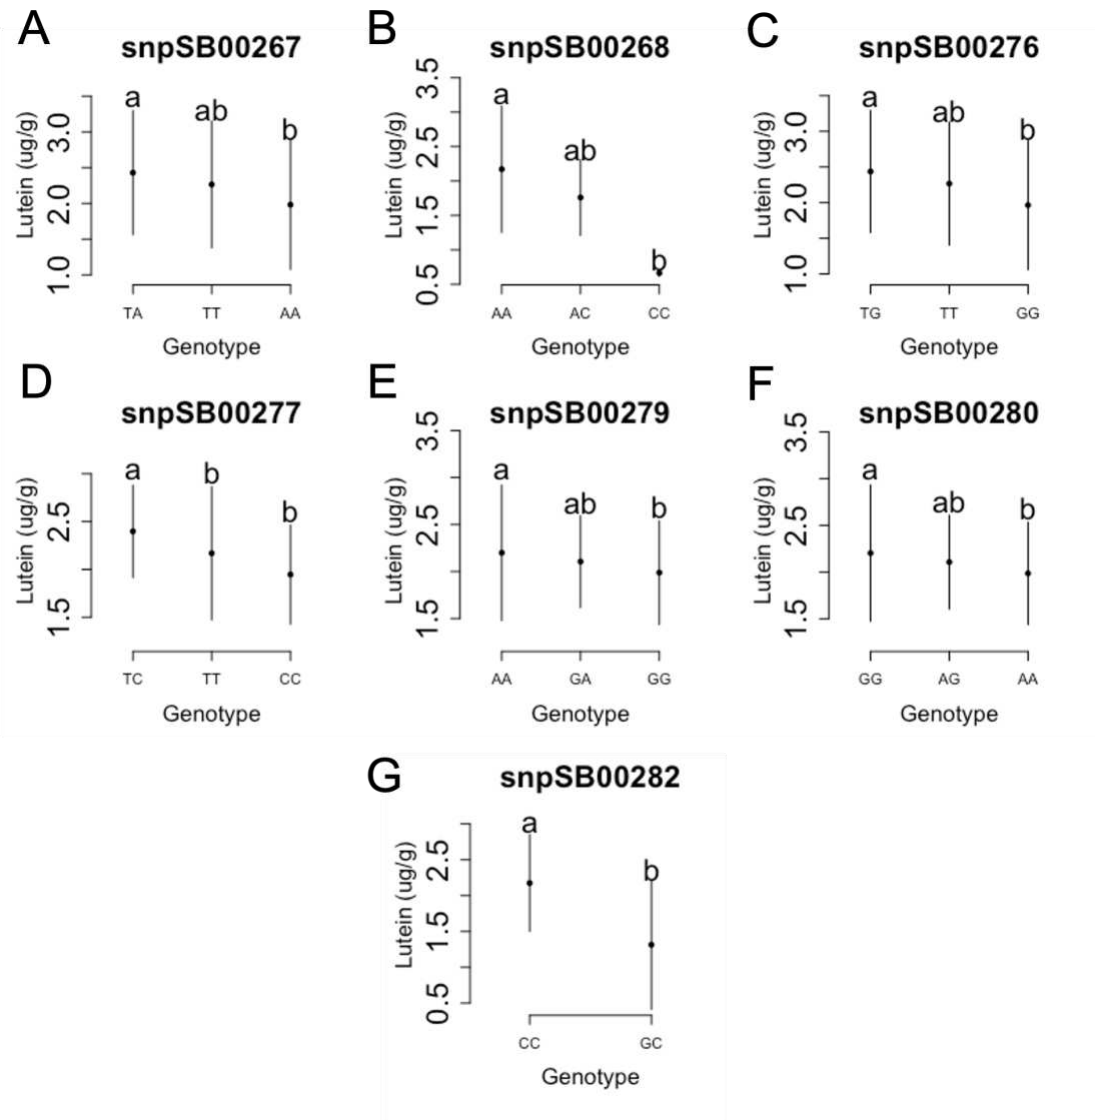 A
snpSB00267
Lutein (ug/g)
1.0 2.0 3.0
a ab b
TA TT AA
Genotype
B
snpSB00268
Lutein (ug/g)
0.5 1.5 2.5 3.5
a ab b
AA AC CC
Genotype
C
snpSB00276
Lutein (ug/g)
1.0 2.0 3.0
a ab b
TG TT GG
Genotype
D
snpSB00277
Lutein (ug/g)
1.5 2.5
a b b
TC TT CC
Genotype
E
snpSB00279
Lutein (ug/g)
1.5 2.5 3.5
a ab b
AA GA GG
Genotype
F
snpSB00280
Lutein (ug/g)
1.5 2.5 3.5
a ab b
GG AG AA
Genotype
G
snpSB00282
Lutein (ug/g)
0.5 1.5 2.5
a b
CC GC
Genotype